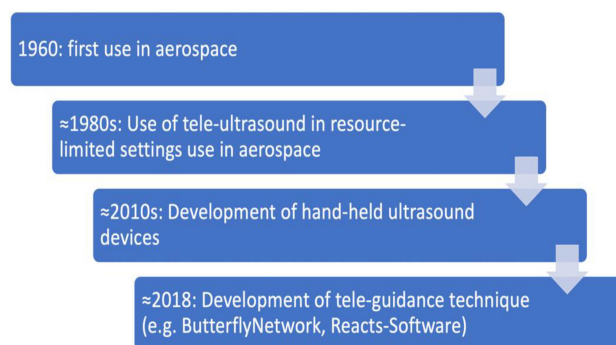 1960: first use in aerospace
≈1980s: Use of tele-ultrasound in resource-
limited settings use in aerospace
≈2010s: Development of hand-held ultrasound
devices
≈2018: Development of tele-guidance technique
(e.g. ButterflyNetwork, Reacts-Software)